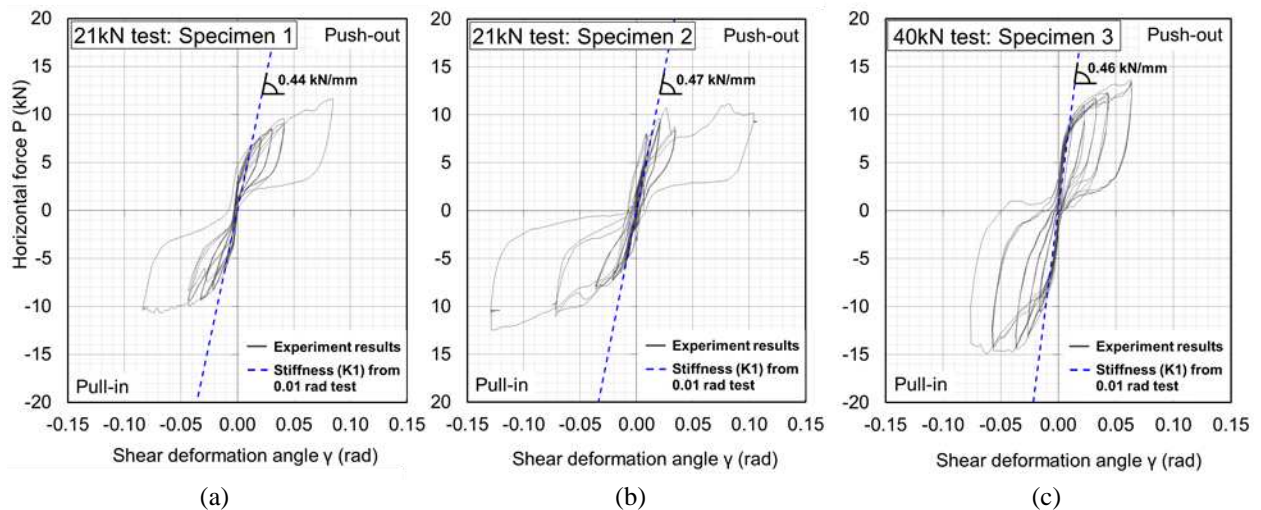 21kN test: Specimen 1
Push-out
0.44 kN/mm
Horizontal force P (kN)
20
15
10
5
0
-5
-10
-15
20
Experiment results
Stiffness (K1) from
0.01 rad test
Pull-in
-0.15 -0.10 -0.05 0.00 0.05 0.10 0.15
Shear deformation angle γ (rad)
(a)
21kN test: Specimen 2
Push-out
0.47 kN/mm
20
15
10
5
0
-5
-10
-15
20
Experiment results
Stiffness (K1) from
0.01 rad test
Pull-in
-0.15 -0.10 -0.05 0.00 0.05 0.10 0.15
Shear deformation angle γ (rad)
(b)
40kN test: Specimen 3
Push-out
0.46 kN/mm
20
15
10
5
0
-5
-10
-15
20
Experiment results
Stiffness (K1) from
0.01 rad test
Pull-in
-0.15 -0.10 -0.05 0.00 0.05 0.10 0.15
Shear deformation angle γ (rad)
(c)